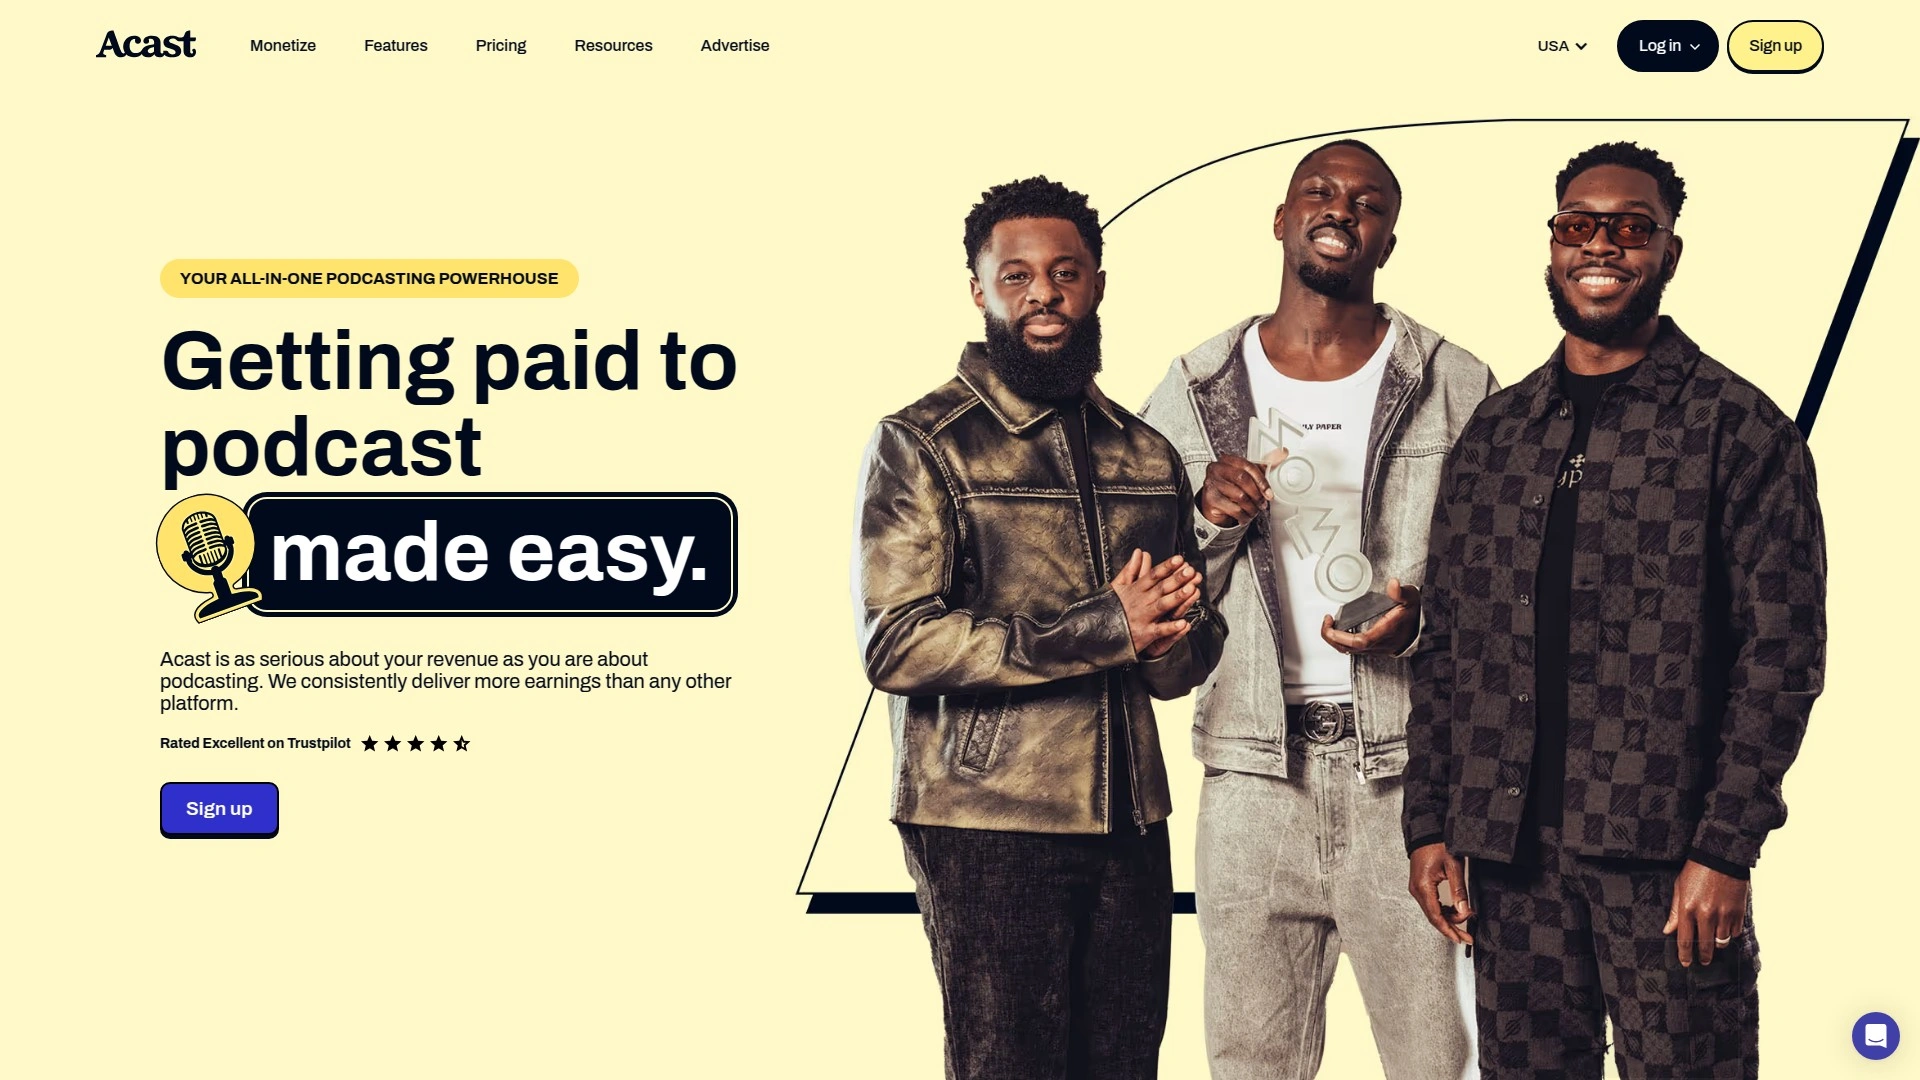 Acast
Monetize
Features
Pricing
Resources
Advertise
USA
Log in
Sign up
YOUR ALL-IN-ONE PODCASTING POWERHOUSE
Getting paid to
podcast
made easy.
Acast is as serious about your revenue as you are about
podcasting. We consistently deliver more earnings than any other
platform.
Rated Excellent on Trustpilot
Sign up
1992
LY PAPER
MOBO